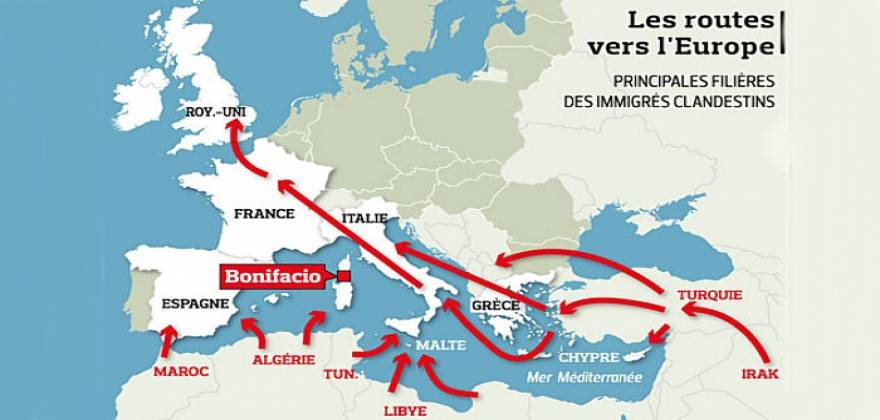 Les routes
vers l'Europe
PRINCIPALES FILIÈRES
DES IMMIGRÉS CLANDESTINS
ROY.-UNI
FRANCE
ITALIE
Bonifacio
ESPAGNE
GRÈCE
TURQUIE
MALTE
CHYPRE
Mer Méditerranée
MAROC
ALGÉRIE
TUN.
LIBYE
IRAK